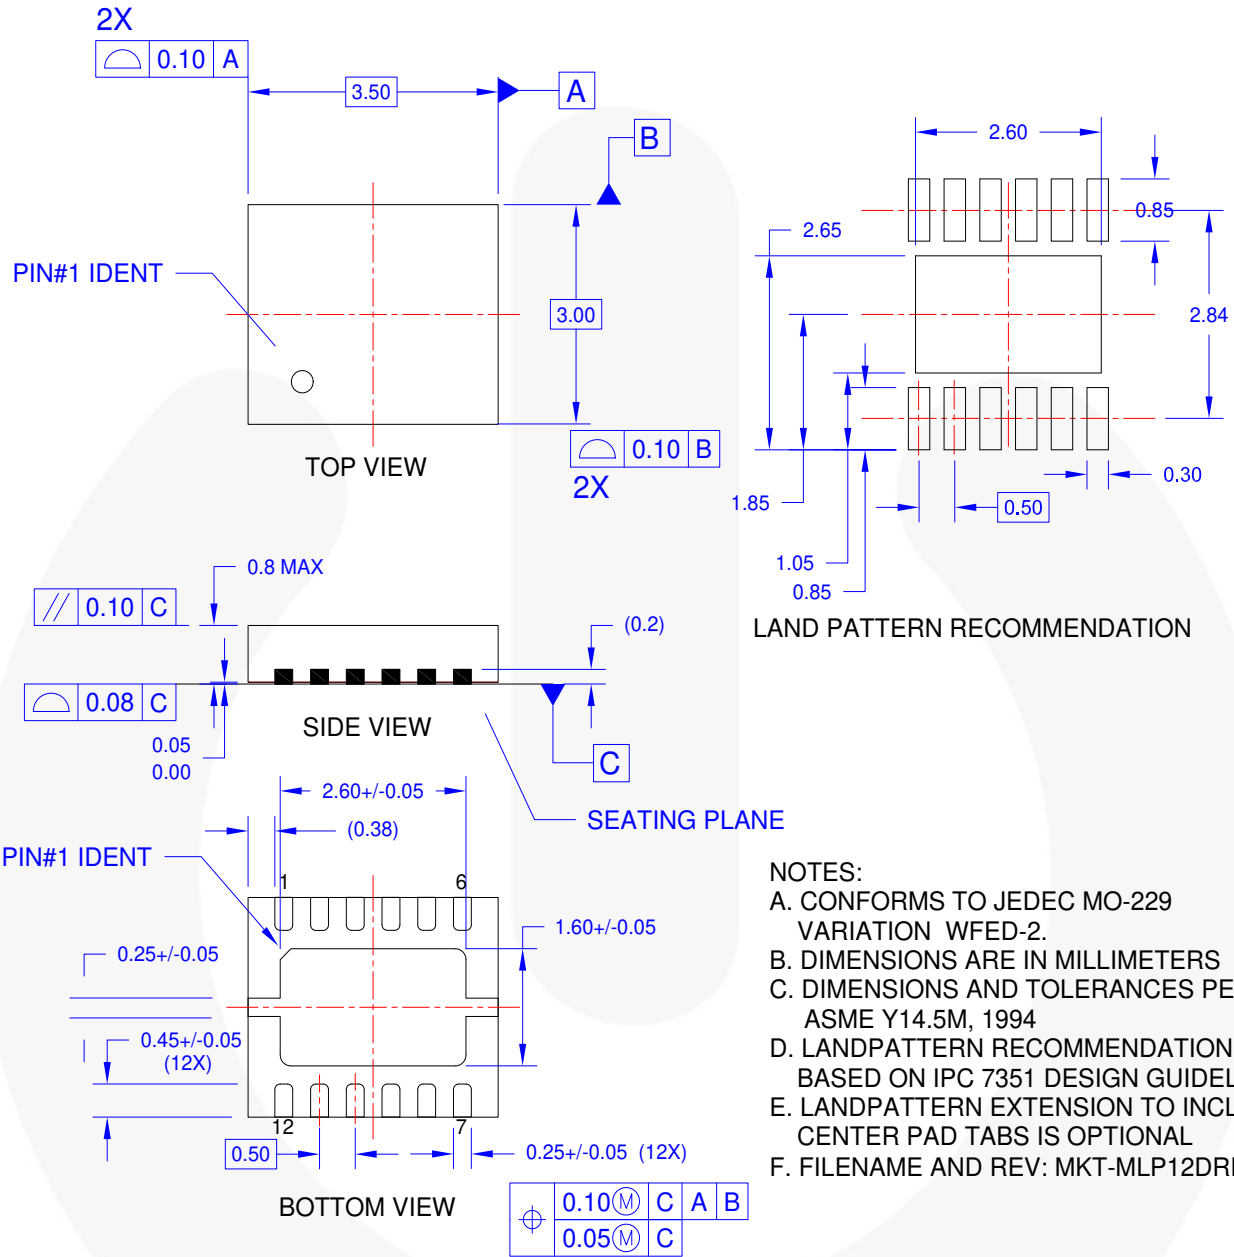 2X
0.10 A
3.50
A
B
PIN#1 IDENT
3.00
TOP VIEW
0.10 B
2X
2.60
0.85
2.65
2.84
1.85
0.30
0.50
1.05
0.85
LAND PATTERN RECOMMENDATION
0.8 MAX
// 0.10 C
(0.2)
0.08 C
SIDE VIEW
0.05
0.00
C
2.60+/-0.05
(0.38)
SEATING PLANE
PIN#1 IDENT
1 6
1.60+/-0.05
0.25+/-0.05
0.45+/-0.05
(12X)
12 7
0.50
0.25+/-0.05 (12X)
BOTTOM VIEW
0.10Ⓜ C A B
0.05Ⓜ C
NOTES:
A. CONFORMS TO JEDEC MO-229
VARIATION WFED-2.
B. DIMENSIONS ARE IN MILLIMETERS
C. DIMENSIONS AND TOLERANCES PE
ASME Y14.5M, 1994
D. LANDPATTERN RECOMMENDATION
BASED ON IPC 7351 DESIGN GUIDEL
E. LANDPATTERN EXTENSION TO INCL
CENTER PAD TABS IS OPTIONAL
F. FILENAME AND REV: MKT-MLP12DR